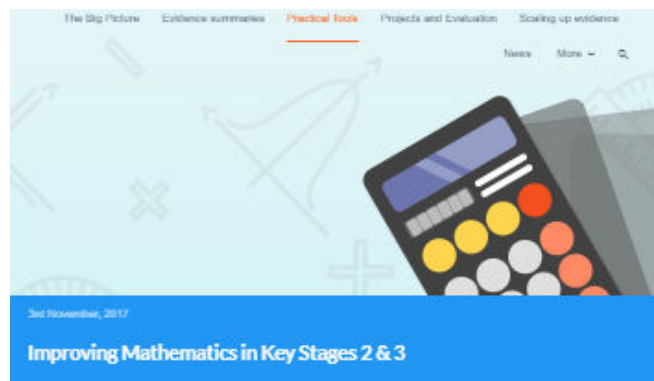 The Big Picture Evidence summaries Practical Tools Projects and Evaluation Scaling up evidence
News More
3rd November, 2017
Improving Mathematics in Key Stages 2 & 3